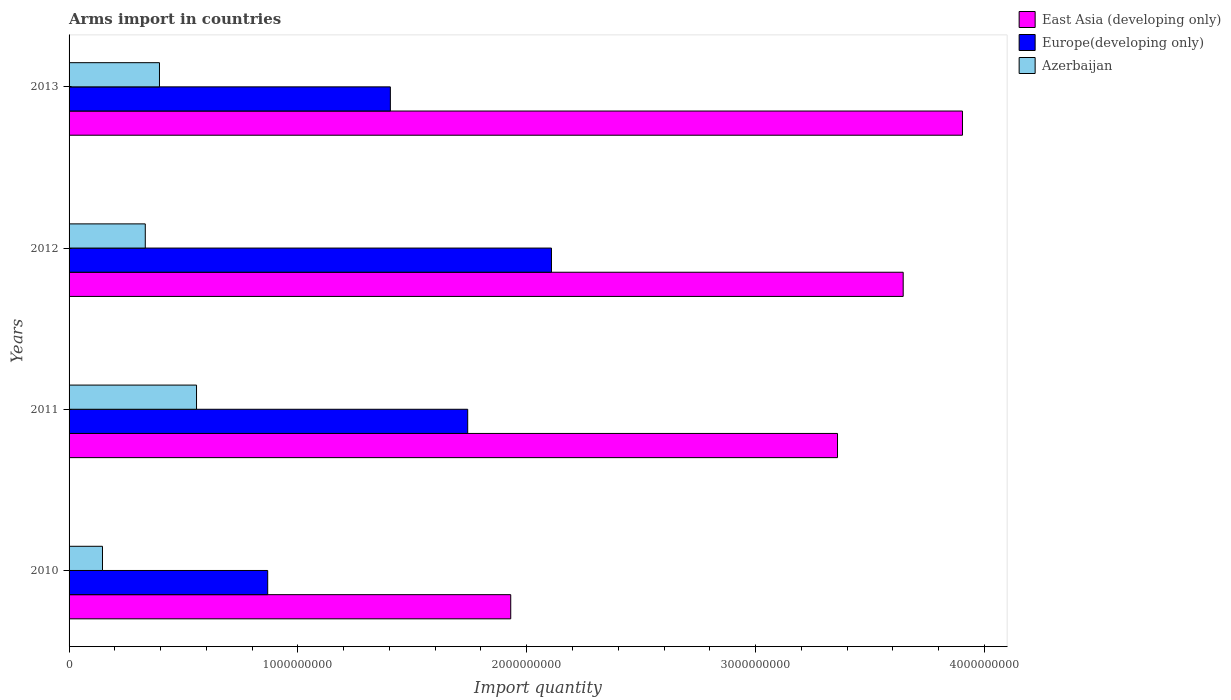 Arms import in countries
East Asia (developing only)
Europe(developing only)
Azerbaijan
2013
2012
2011
2010
Years
0
1000000000
2000000000
3000000000
4000000000
Import quantity